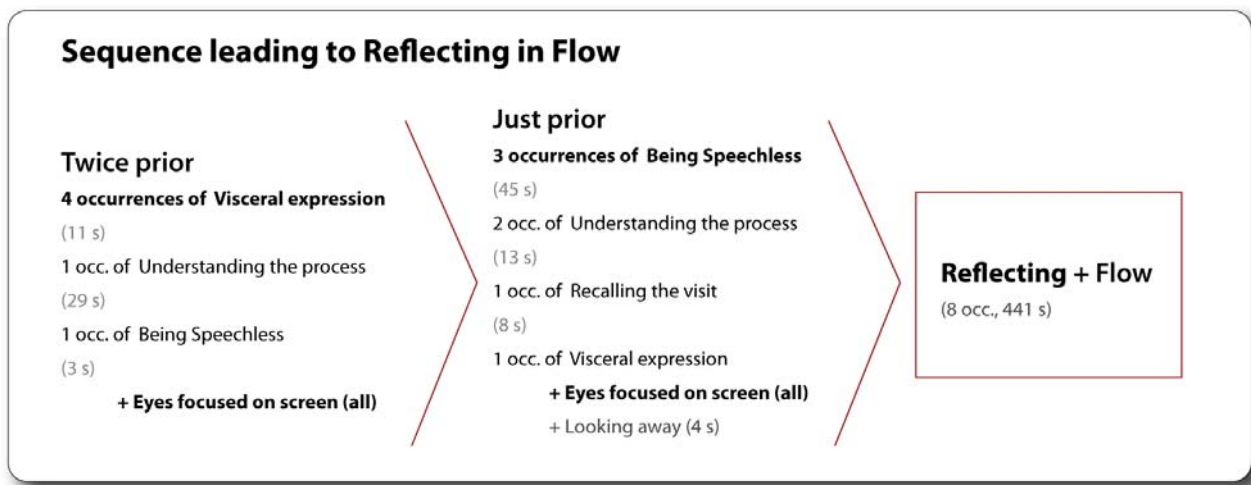 Sequence leading to Reflecting in Flow
Twice prior
4 occurrences of Visceral expression
(11 s)
1 occ. of Understanding the process
(29 s)
1 occ. of Being Speechless
(3 s)
+ Eyes focused on screen (all)
Just prior
3 occurrences of Being Speechless
(45 s)
2 occ. of Understanding the process
(13 s)
1 occ. of Recalling the visit
(8 s)
1 occ. of Visceral expression
+ Eyes focused on screen (all)
+ Looking away (4 s)
Reflecting + Flow
(8 occ., 441 s)